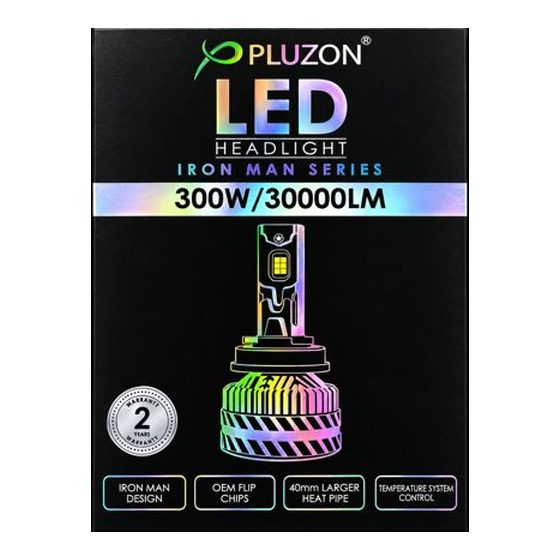 PLUZON®
LED
HEADLIGHT
IRON MAN SERIES
300W/30000LM
WARRANTY
2
YEARS
WARRANTY
IRON MAN
DESIGN
OEM FLIP
CHIPS
40mm LARGER
HEAT PIPE
TEMPERATURE SYSTEM
CONTROL